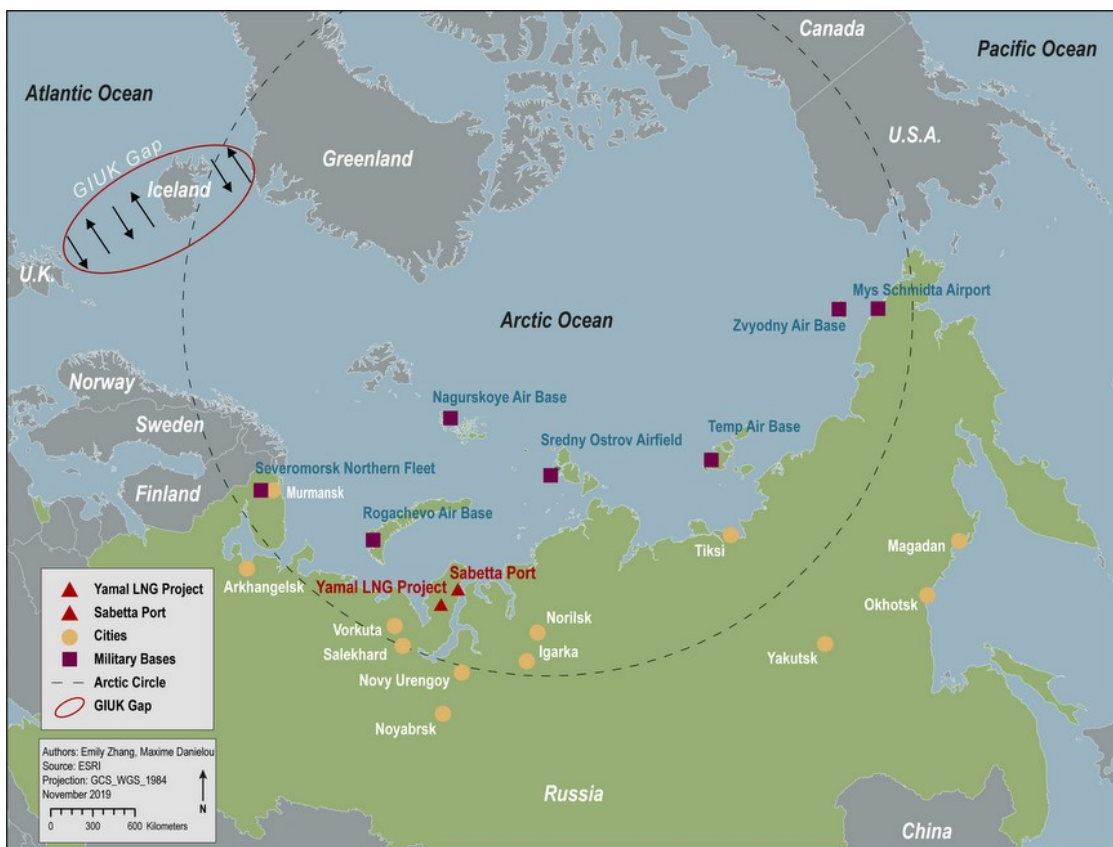 Canada
Pacific Ocean
Atlantic Ocean
U.S.A.
GIUK Gap
Iceland
Greenland
U.K.
Mys Schmidta Airport
Zvyodny Air Base
Arctic Ocean
Norway
Sweden
Finland
Nagurskoye Air Base
Sredny Ostrov Airfield
Temp Air Base
Severomorsk Northern Fleet
Murmansk
Rogachevo Air Base
Tiksi
Magadan
Arkhangelsk
Sabetta Port
Yamal LNG Project
Okhotsk
Norilsk
Vorkuta
Igarka
Salekhard
Yakutsk
Novy Urengoy
Noyabrsk
Russia
China
Yamal LNG Project
Sabetta Port
Cities
Military Bases
Arctic Circle
GIUK Gap
Authors: Emily Zhang, Maxime Danielou
Source: ESRI
Projection: GCS_WGS_1984
November 2019
0 300 600 Kilometers
N